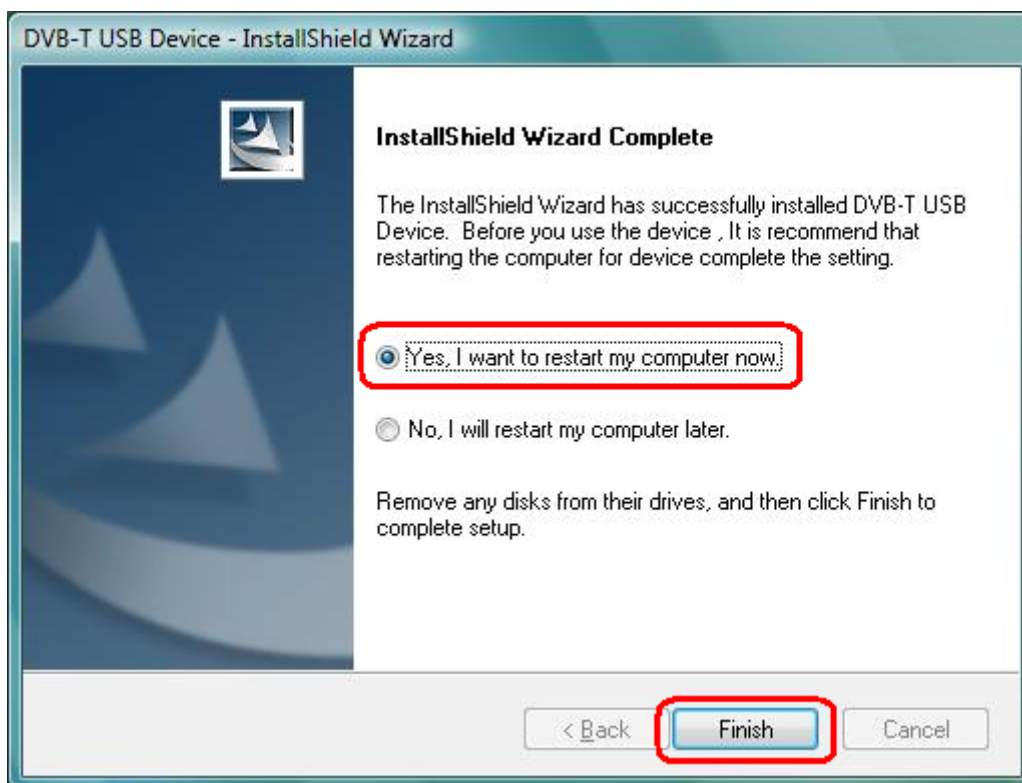 DVB-T USB Device - InstallShield Wizard
InstallShield Wizard Complete
The InstallShield Wizard has successfully installed DVB-T USB
Device.  Before you use the device , It is recommend that
restarting the computer for device complete the setting.
Yes, I want to restart my computer now.
No, I will restart my computer later.
Remove any disks from their drives, and then click Finish to
complete setup.
< Back
Finish
Cancel